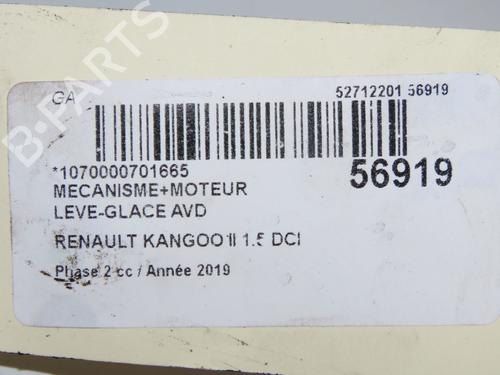 GA
52712201 56919
*1070000701665
56919
MECANISME+MOTEUR
LEVE-GLACE AVD
RENAULT KANGOO II 1.5 DCI
Phase 2 cc / Année 2019
B-PARTS